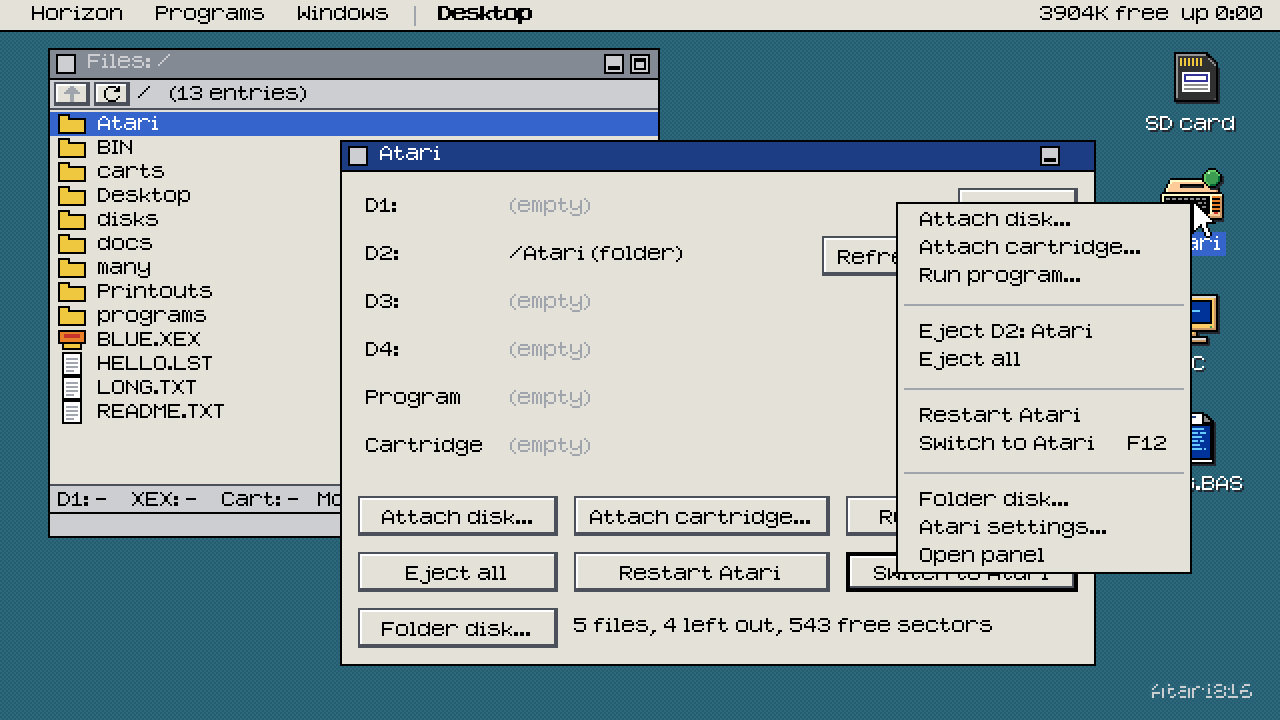 Horizon Programs Windows | Desktop 3904K free up 0:00
Files: /
/ (13 entries)
Atari
BIN
carts
Desktop
disks
docs
many
Printouts
programs
BLUE.XEX
HELLO.LST
LONG.TXT
README.TXT
D1: - XEX: - Cart: -
Atari
D1: (empty)
D2: /Atari (folder)
D3: (empty)
D4: (empty)
Program (empty)
Cartridge (empty)
Attach disk... Attach cartridge...
Eject all Restart Atari Switch to Atari
Folder disk... 5 files, 4 left out, 543 free sectors
Attach disk...
Attach cartridge...
Run program...
Eject D2: Atari
Eject all
Restart Atari
Switch to Atari F12
Folder disk...
Atari settings...
Open panel
SD card
.BAS
Atari816